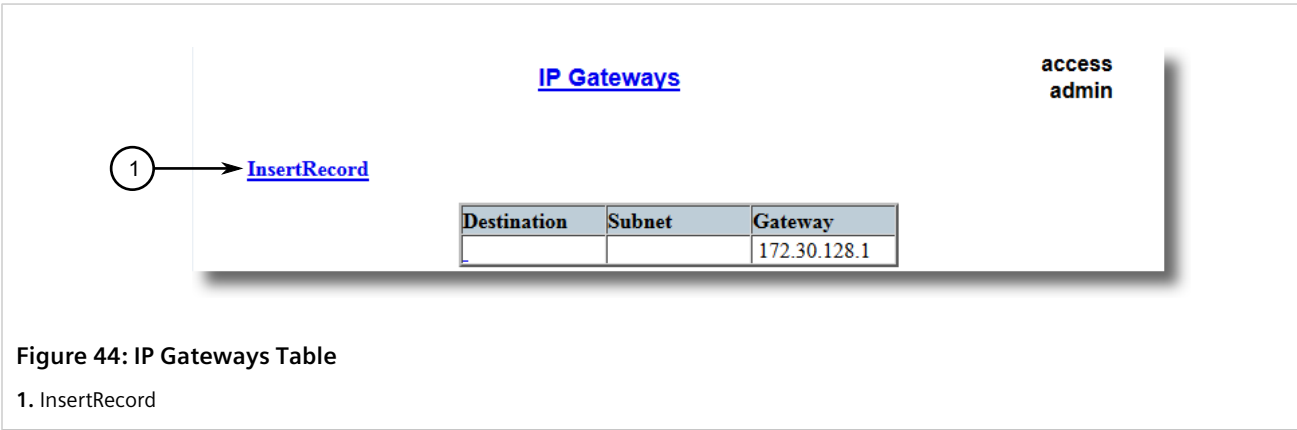 IP Gateways
access
admin
1
InsertRecord
Destination Subnet Gateway
172.30.128.1
Figure 44: IP Gateways Table
1. InsertRecord